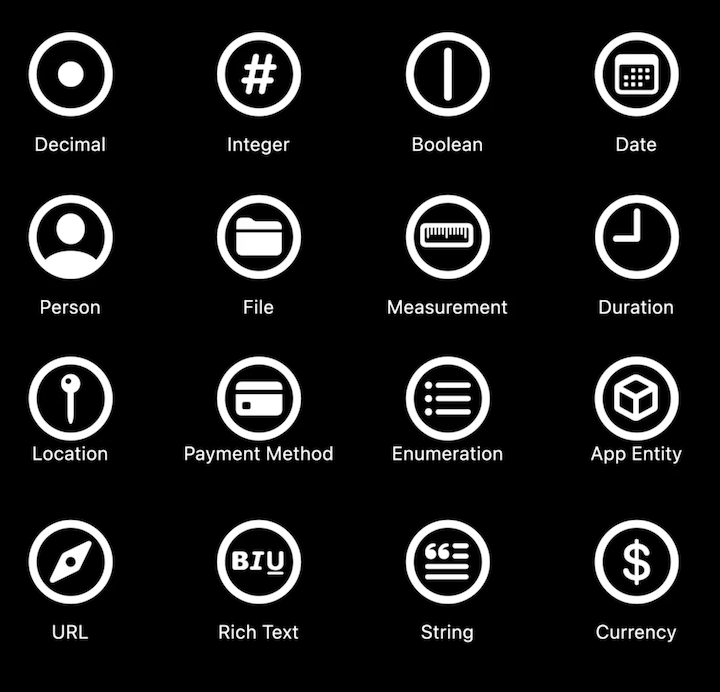 #
Decimal Integer Boolean Date
Person File Measurement Duration
Location Payment Method Enumeration App Entity
BIU “ $
URL Rich Text String Currency